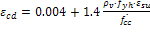 ε_cd = 0.004 + 1.4 (ρ_v·f_yh·ε_su) / f'_cc